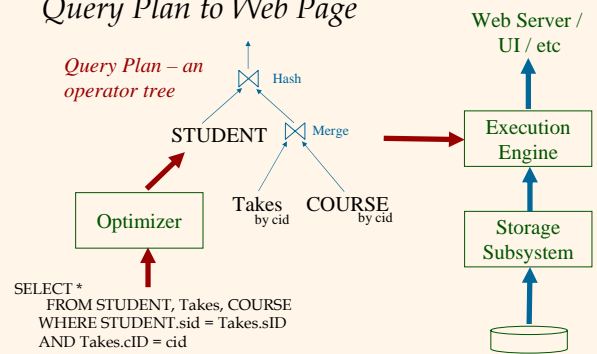 Query Plan to Web Page
Web Server /
UI / etc
Query Plan – an
operator tree
Hash
STUDENT
Merge
Execution
Engine
Takes
by cid
COURSE
by cid
Optimizer
Storage
Subsystem
SELECT *
FROM STUDENT, Takes, COURSE
WHERE STUDENT.sid = Takes.sID
AND Takes.cID = cid